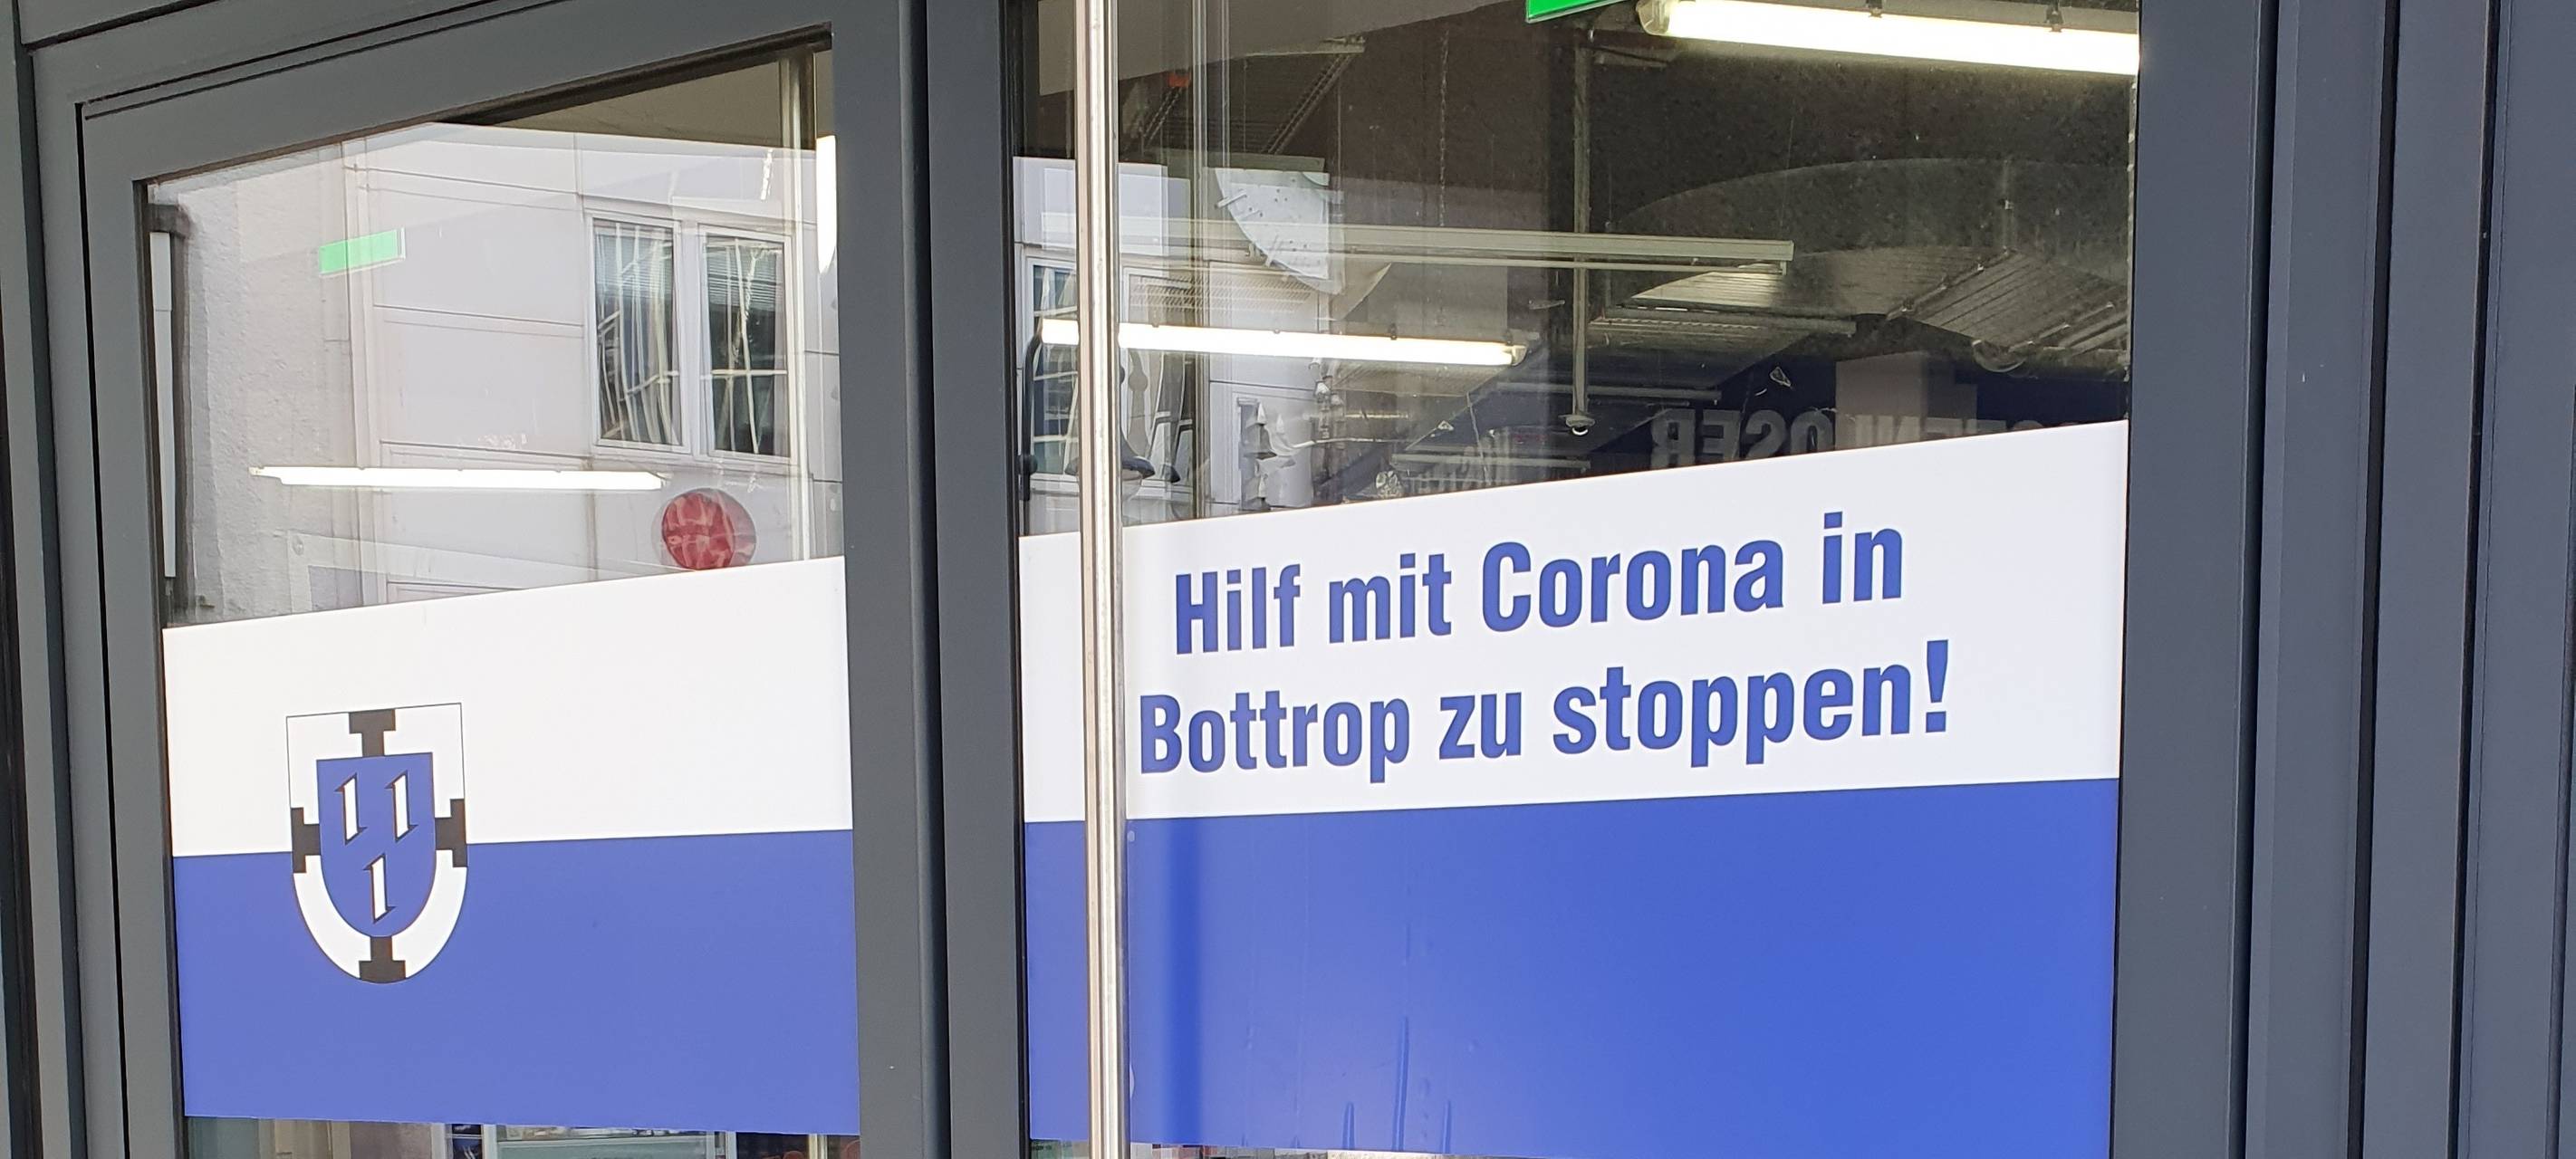 Hilf mit Corona in
Bottrop zu stoppen!